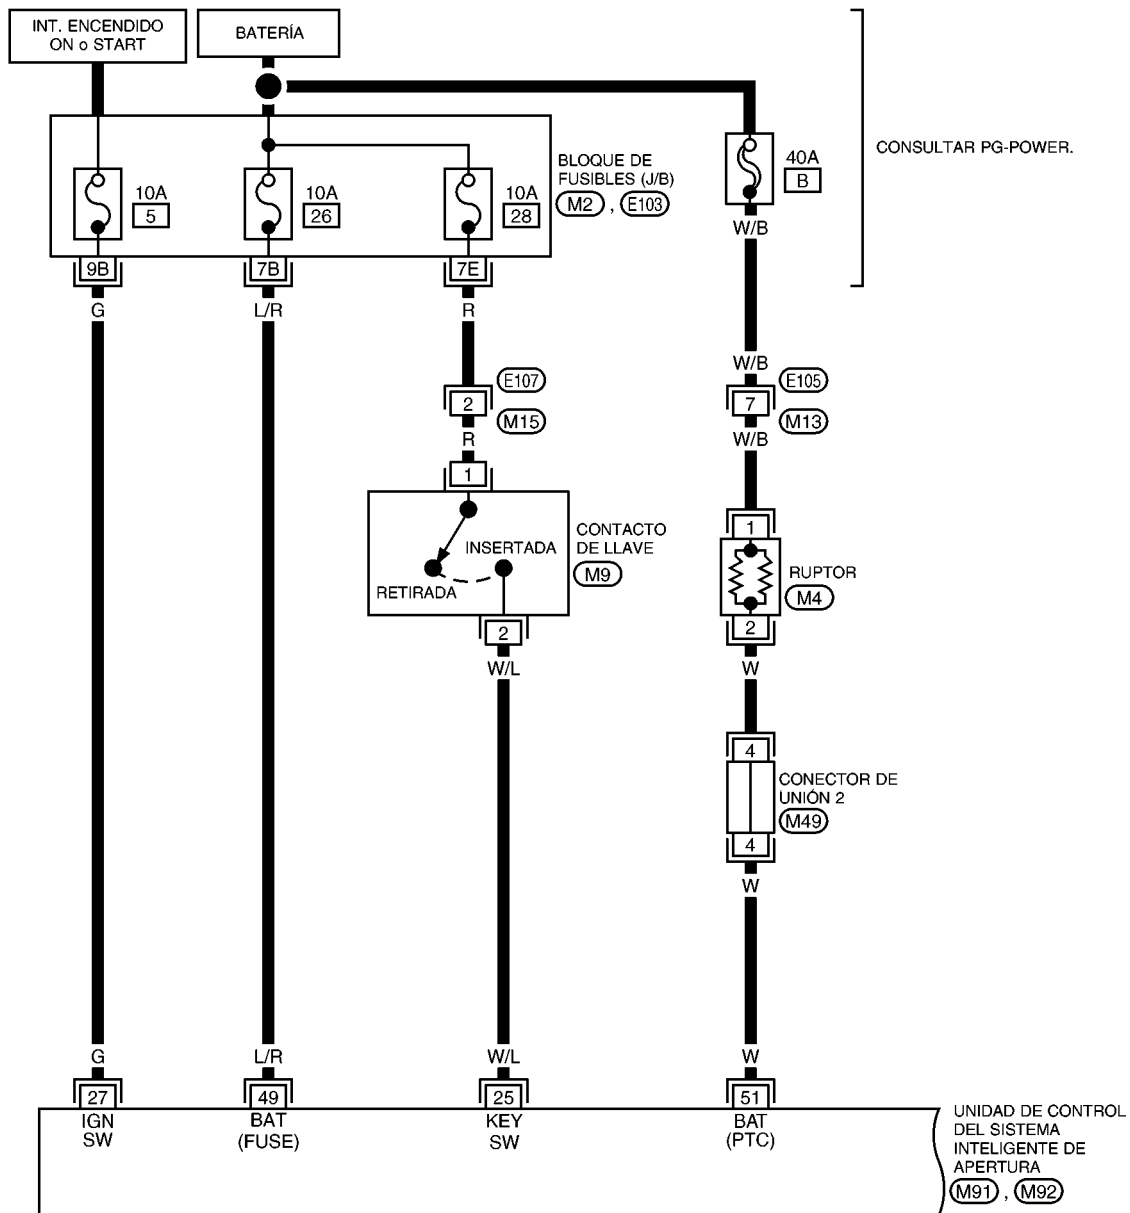 INT. ENCENDIDO
ON o START
BATERÍA
CONSULTAR PG-POWER.
10A
5
10A
26
10A
28
BLOQUE DE
FUSIBLES (J/B)
M2 , E103
40A
B
W/B
9B
7B
7E
G
L/R
R
W/B
E107
2
M15
R
E105
7
M13
W/B
1
CONTACTO
DE LLAVE
M9
INSERTADA
RETIRADA
2
W/L
1
RUPTOR
M4
2
W
4
CONECTOR DE
UNIÓN 2
M49
4
W
G
L/R
W/L
W
27
49
25
51
IGN
SW
BAT
(FUSE)
KEY
SW
BAT
(PTC)
UNIDAD DE CONTROL
DEL SISTEMA
INTELIGENTE DE
APERTURA
M91 , M92